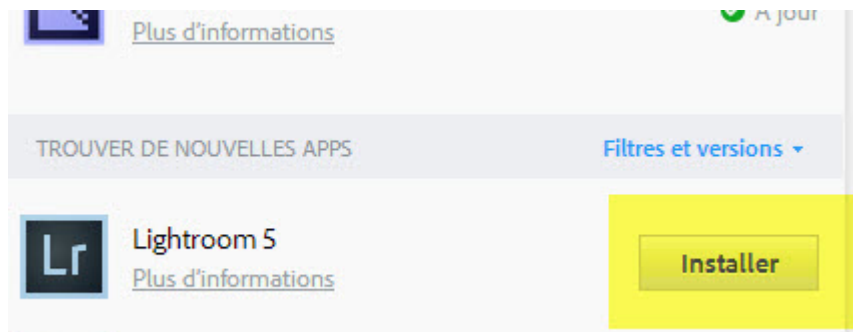 Plus d'informations
À jour
TROUVER DE NOUVELLES APPS
Filtres et versions
Lr
Lightroom 5
Installer
Plus d'informations